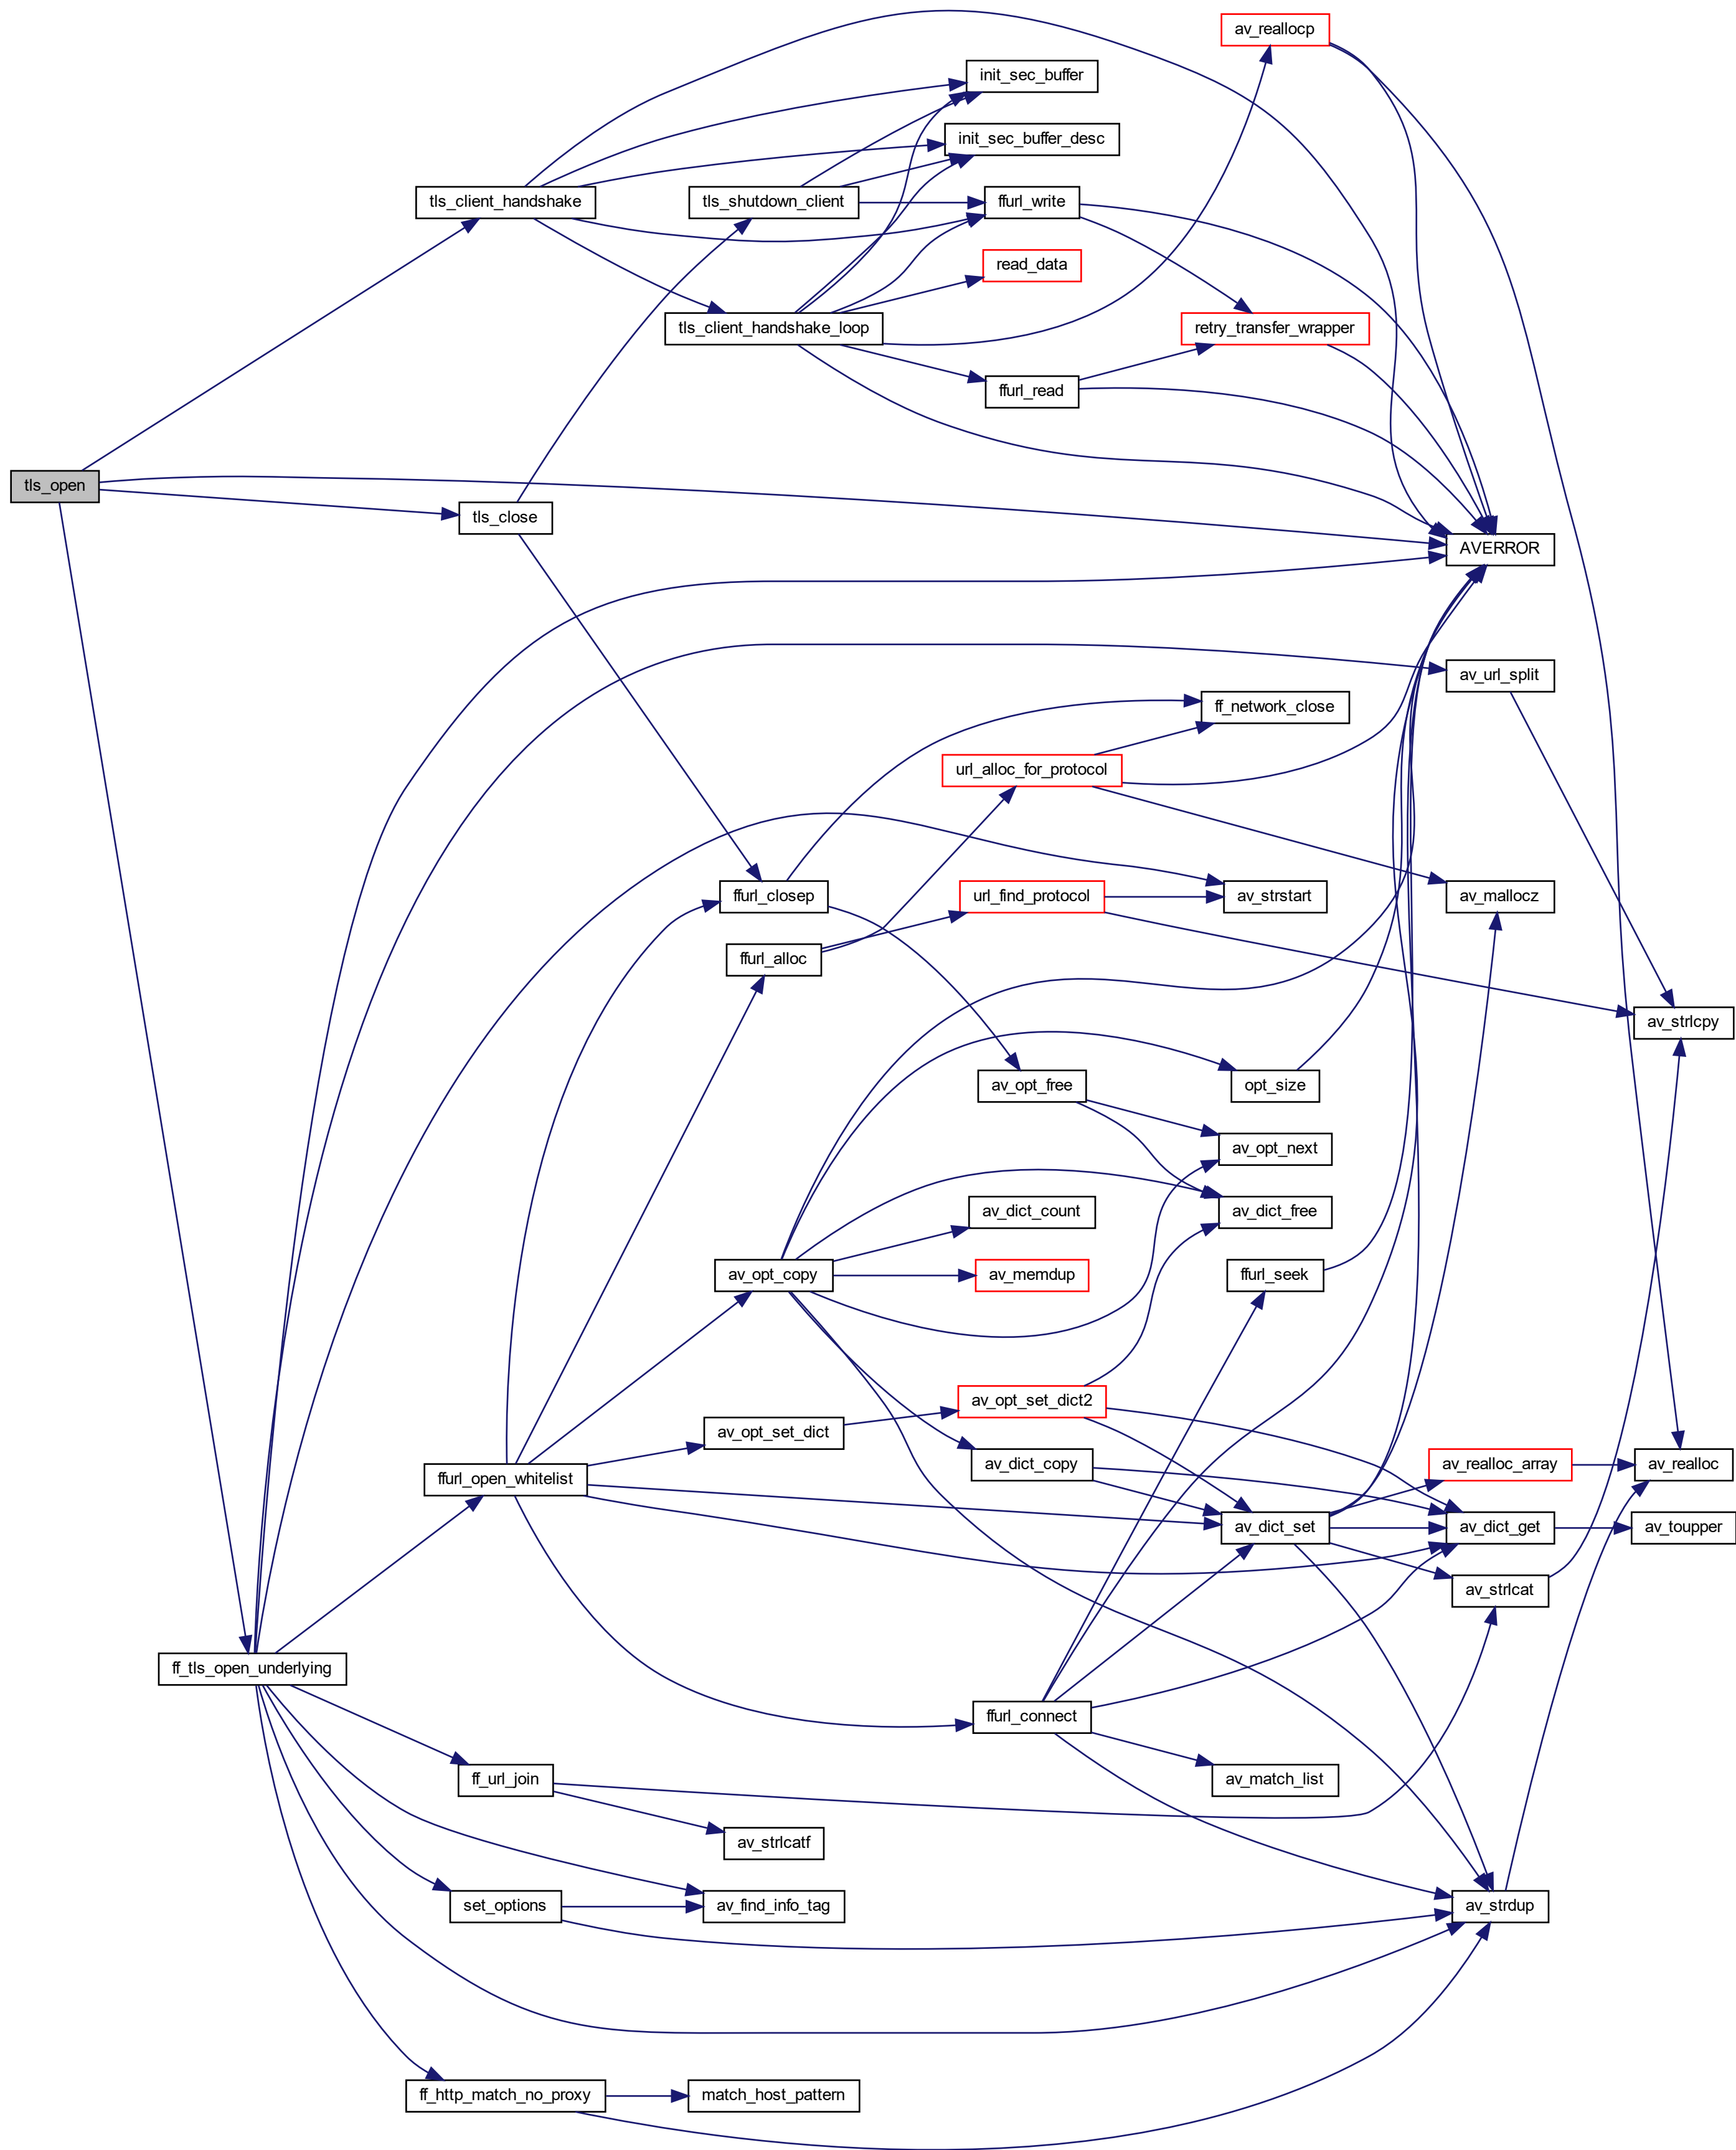 av_reallocp
init_sec_buffer
init_sec_buffer_desc
tls_client_handshake
tls_shutdown_client
ffurl_write
read_data
tls_client_handshake_loop
retry_transfer_wrapper
ffurl_read
tls_open
tls_close
AVERROR
av_url_split
ff_network_close
url_alloc_for_protocol
ffurl_closep
url_find_protocol
av_strstart
av_mallocz
ffurl_alloc
av_strlcpy
av_opt_free
opt_size
av_opt_next
av_dict_count
av_dict_free
av_opt_copy
av_memdup
ffurl_seek
av_opt_set_dict2
av_opt_set_dict
av_dict_copy
av_realloc_array
av_realloc
ffurl_open_whitelist
av_dict_set
av_dict_get
av_toupper
av_strlcat
ff_tls_open_underlying
ffurl_connect
ff_url_join
av_match_list
av_strlcatf
set_options
av_find_info_tag
av_strdup
ff_http_match_no_proxy
match_host_pattern